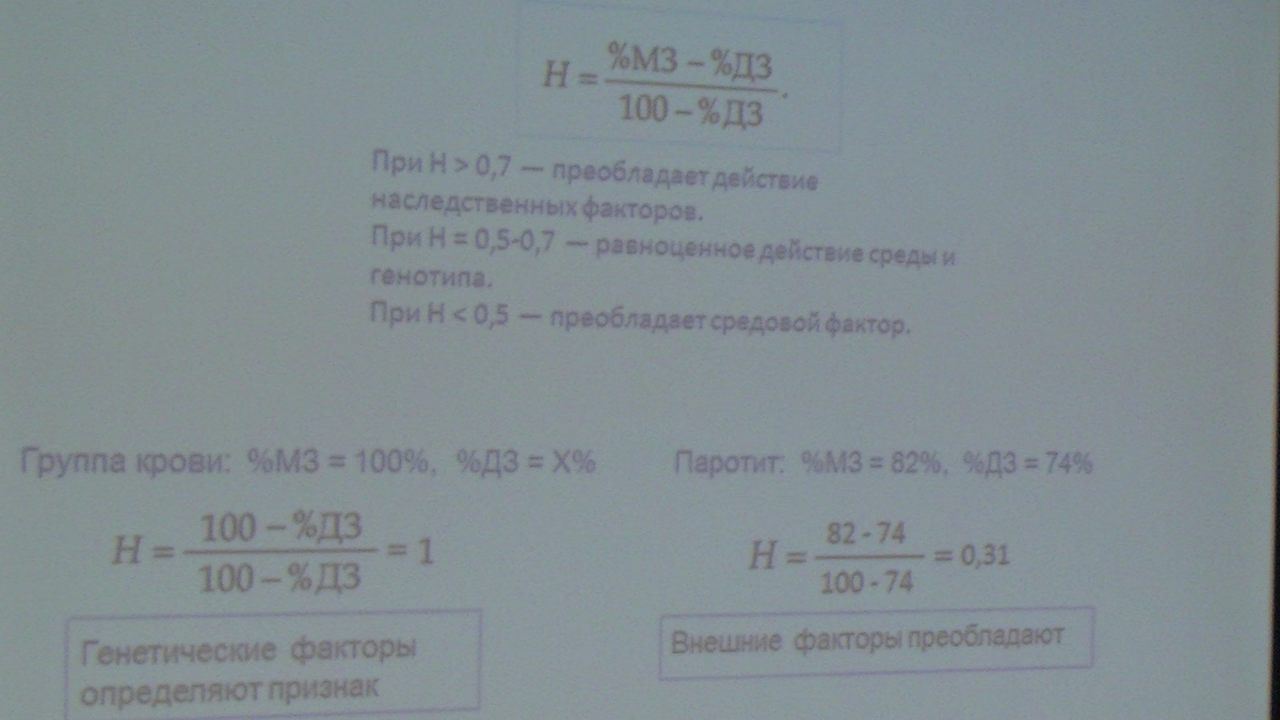 H = %МЗ – %ДЗ / 100 – %ДЗ .
При H > 0,7 — преобладает действие
наследственных факторов.
При H = 0,5-0,7 — равноценное действие среды и
генотипа.
При H < 0,5 — преобладает средовой фактор.
Группа крови: %МЗ = 100%, %ДЗ = X%
H = 100 – %ДЗ / 100 – %ДЗ = 1
Генетические факторы
определяют признак
Паротит: %МЗ = 82%, %ДЗ = 74%
H = 82 - 74 / 100 - 74 = 0,31
Внешние факторы преобладают